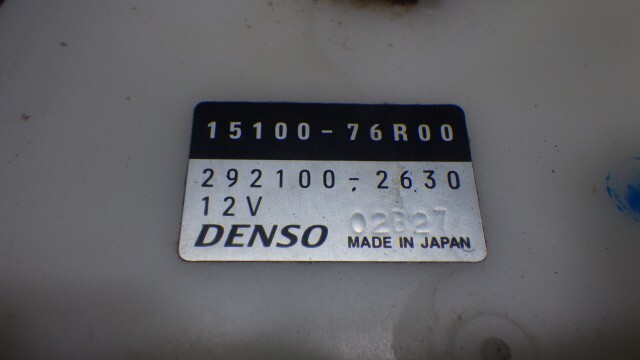 15100-76R00
292100-2630
12V
02B27
DENSO MADE IN JAPAN